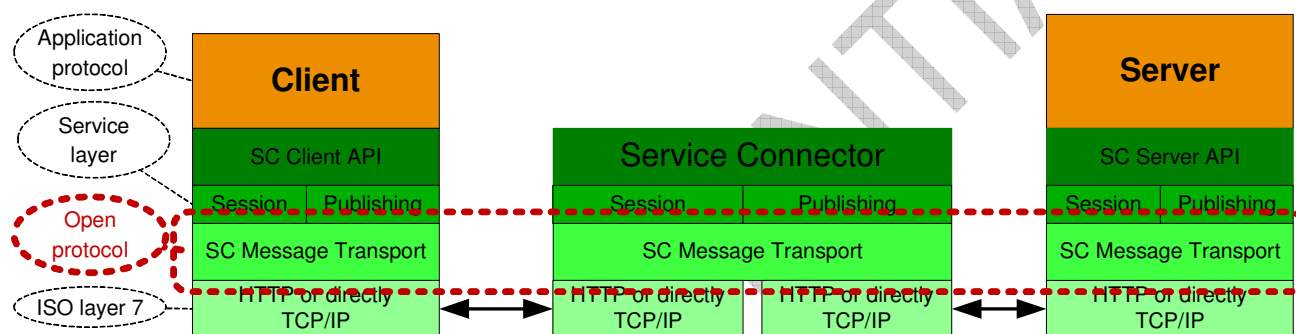 Application
protocol
Client
Server
Service
layer
SC Client API
Service Connector
SC Server API
Session
Publishing
Session
Publishing
Session
Publishing
Open
protocol
SC Message Transport
SC Message Transport
SC Message Transport
ISO layer 7
HTTP or directly
TCP/IP
HTTP or directly
TCP/IP
HTTP or directly
TCP/IP
HTTP or directly
TCP/IP